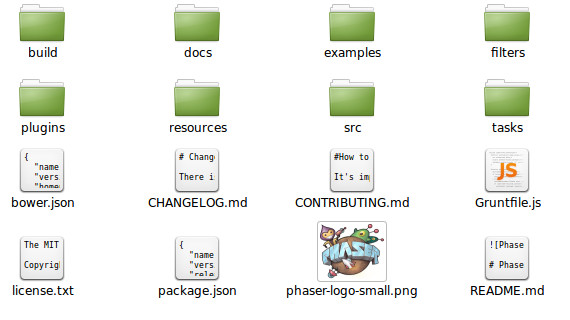 build docs examples filters
plugins resources src tasks
{
"name
"vers
"home
# Chang
There i
#How to
It's im
JS
bower.json CHANGELOG.md CONTRIBUTING.md Gruntfile.js
The MIT
Copyrig
{
"name
"vers
"rele
PHASER
![Phase
# Phase
license.txt package.json phaser-logo-small.png README.md